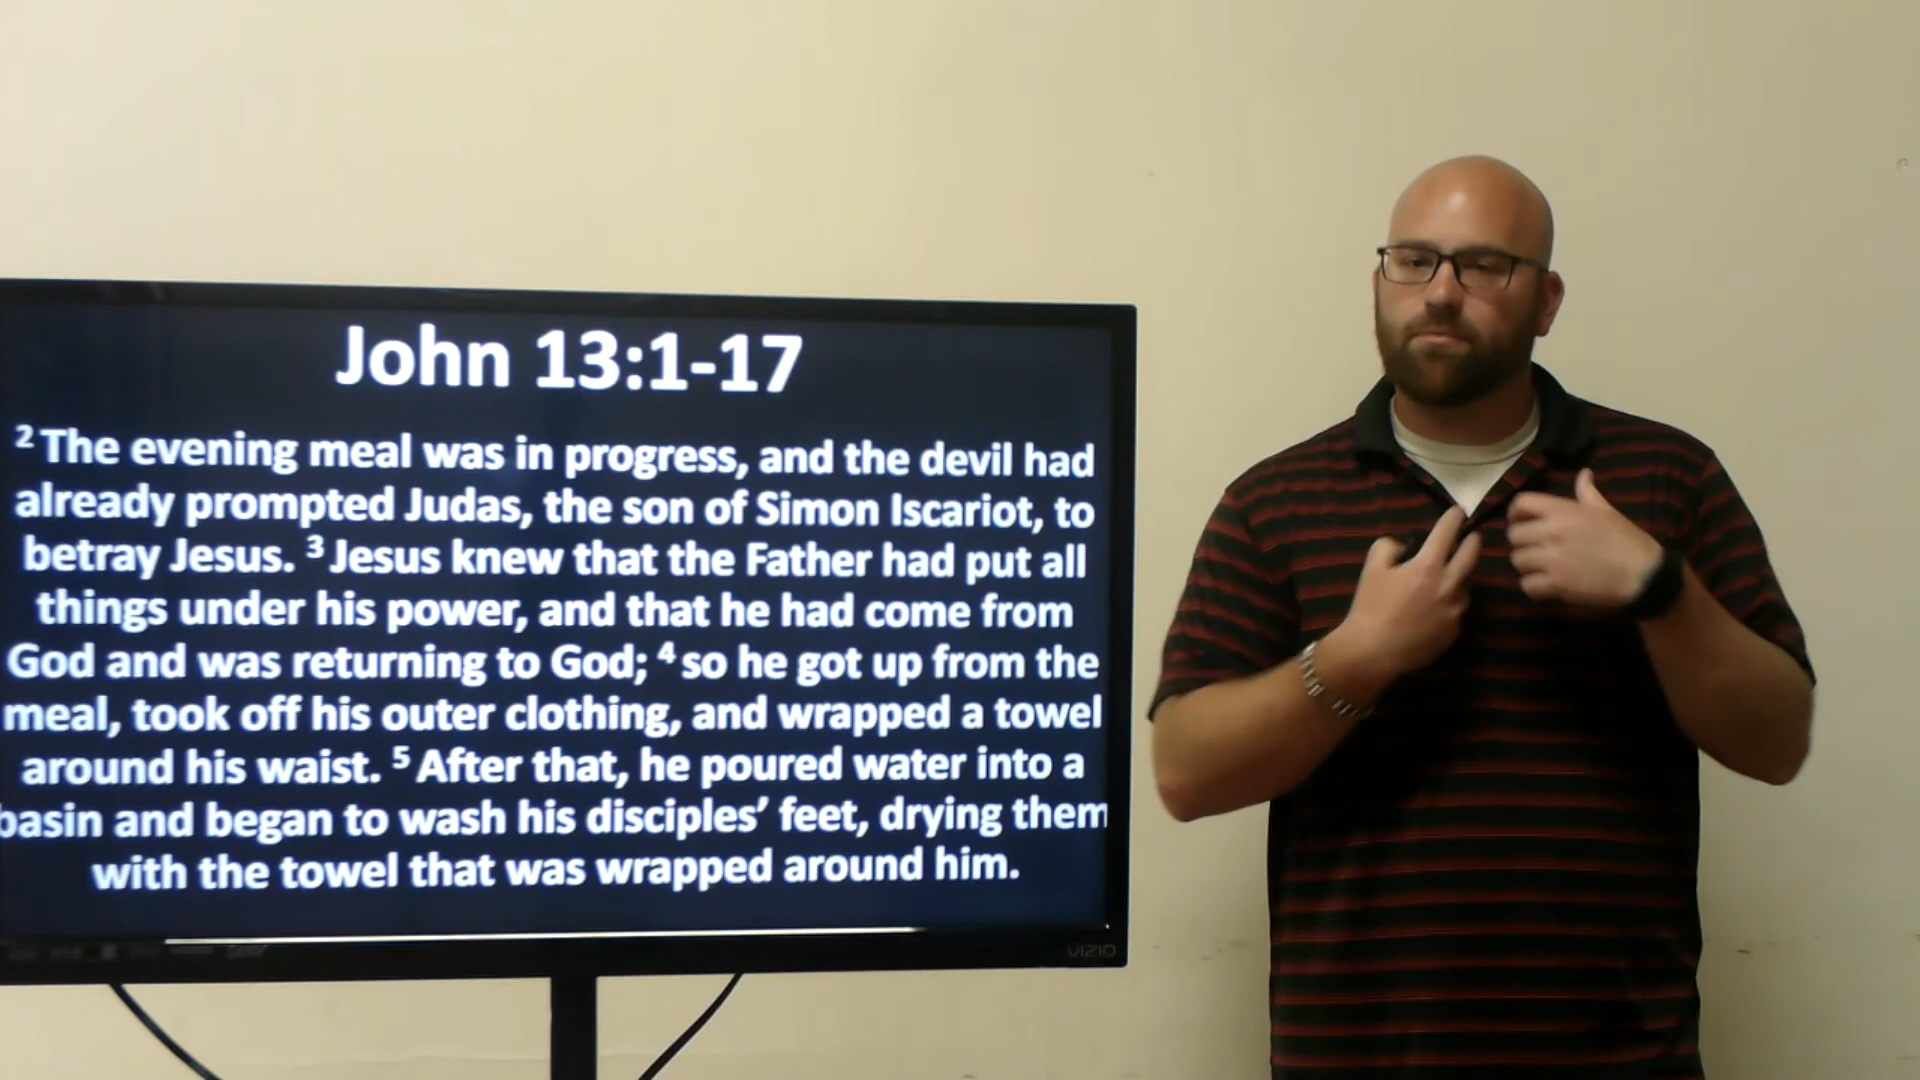 John 13:1-17
2 The evening meal was in progress, and the devil had
already prompted Judas, the son of Simon Iscariot, to
betray Jesus. 3 Jesus knew that the Father had put all
things under his power, and that he had come from
God and was returning to God; 4 so he got up from the
meal, took off his outer clothing, and wrapped a towel
around his waist. 5 After that, he poured water into a
basin and began to wash his disciples’ feet, drying them
with the towel that was wrapped around him.
VIZIO